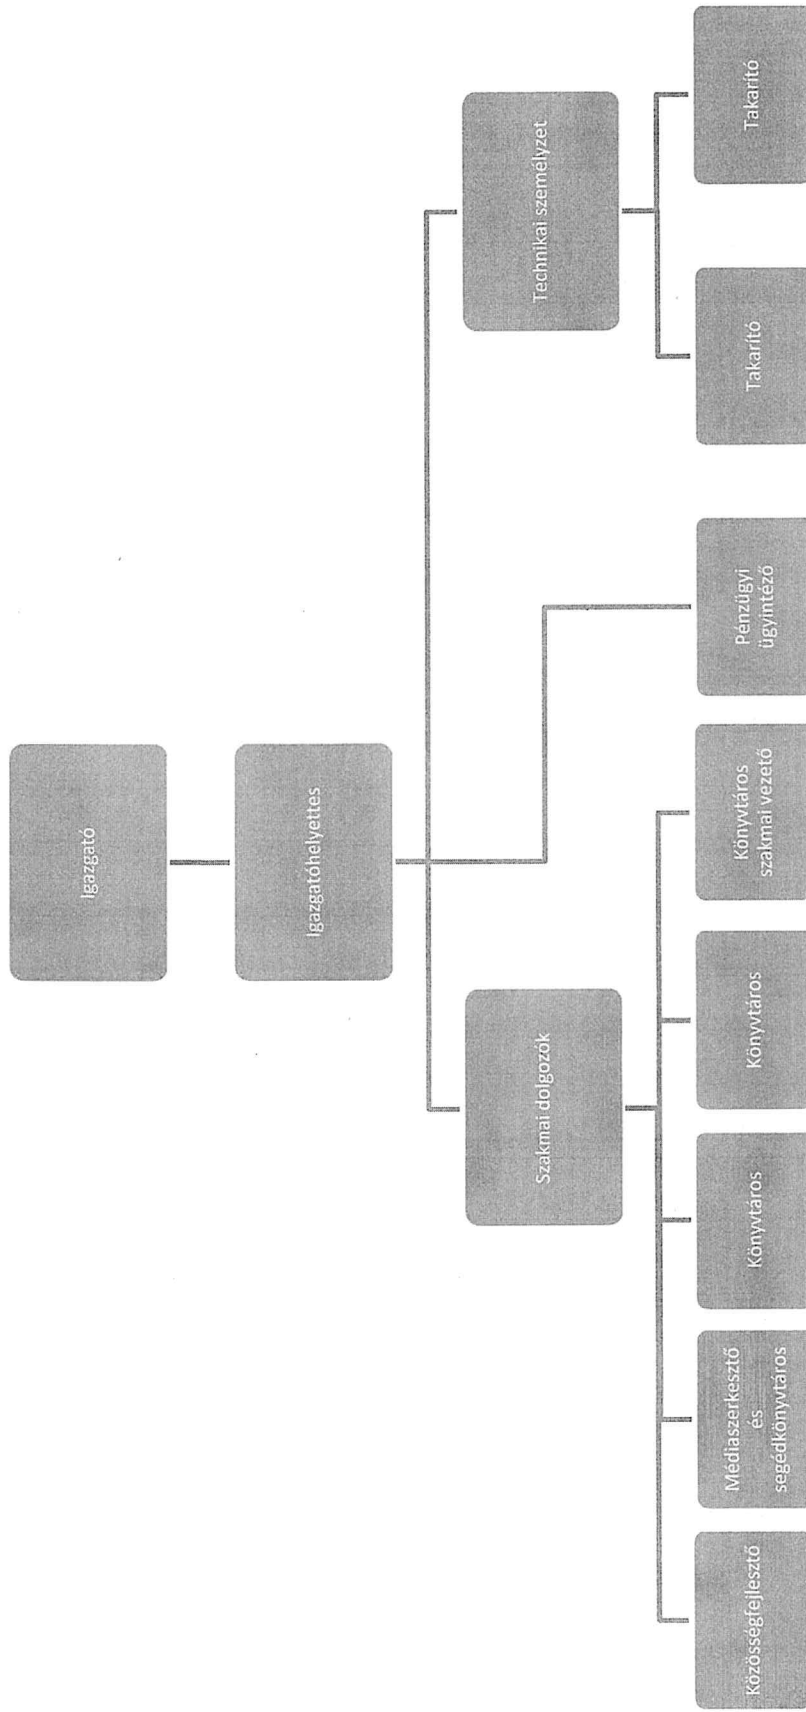 Igazgató
Igazgatóhelyettes
Szakmai dolgozók
Technikai személyzet
Közösségfejlesztő
Médiaszerkesztő
és
segédkönyvtáros
Könyvtáros
Könyvtáros
Könyvtáros
szakmai vezető
Pénzügyi
ügyintéző
Takarító
Takarító